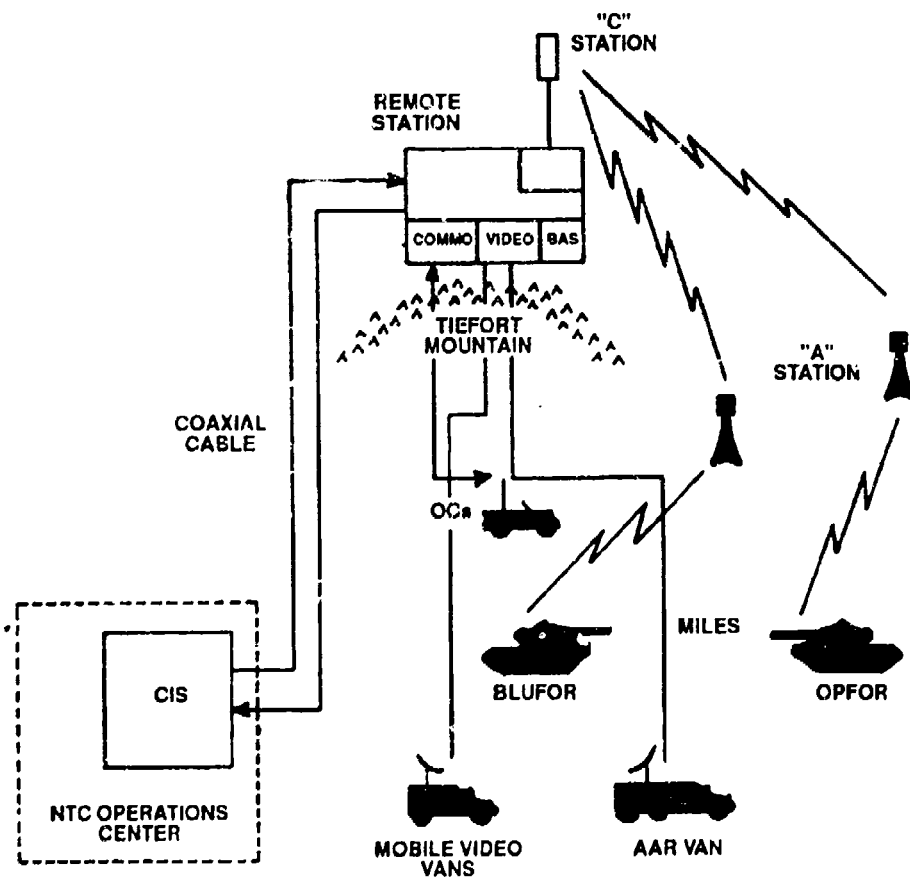 "C"
STATION
REMOTE
STATION
COMMO
VIDEO
BAS
TIEFORT
MOUNTAIN
"A"
STATION
COAXIAL
CABLE
OCs
MILES
BLUFOR
OPFOR
CIS
NTC OPERATIONS
CENTER
MOBILE VIDEO
VANS
AAR VAN